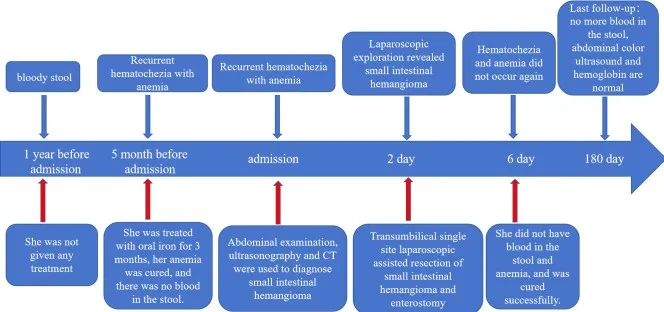 bloody stool
Recurrent
hematochezia with
anemia
Recurrent hematochezia
with anemia
Laparoscopic
exploration revealed
small intestinal
hemangioma
Hematochezia
and anemia did
not occur again
Last follow-up:
no more blood in
the stool,
abdominal color
ultrasound and
hemoglobin are
normal
1 year before
admission
5 month before
admission
admission
2 day
6 day
180 day
She was not
given any
treatment
She was treated
with oral iron for 3
months, her anemia
was cured, and
there was no blood
in the stool.
Abdominal examination,
ultrasonography and CT
were used to diagnose
small intestinal
hemangioma
Transumbilical single
site laparoscopic
assisted resection of
small intestinal
hemangioma and
enterostomy
She did not have
blood in the
stool and
anemia, and was
cured
successfully.